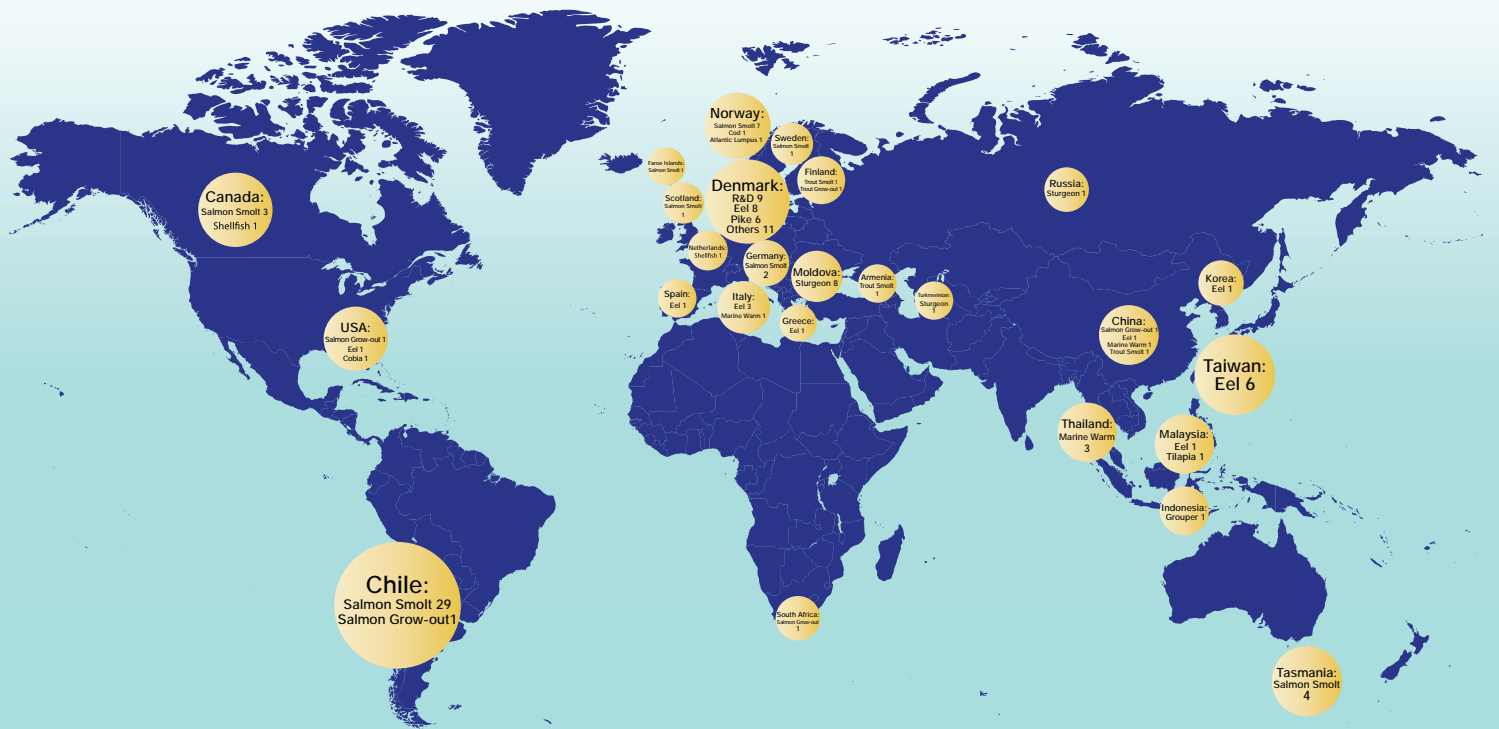 Norway:
Salmon Smolt 7
Cod 1
Atlantic Lumpus 1
Sweden:
Salmon Smolt
1
Faroe Islands:
Salmon Smolt 1
Finland:
Trout Smolt 1
Trout Grow-out 1
Scotland:
Salmon Smolt
1
Denmark:
R&D 9
Eel 8
Pike 6
Others 11
Russia:
Sturgeon 1
Canada:
Salmon Smolt 3
Shellfish 1
Netherlands:
Shellfish 1
Germany:
Salmon Smolt
2
Moldova:
Sturgeon 8
Armenia:
Trout Smolt
1
Turkmenistan:
Sturgeon
1
Korea:
Eel 1
Spain:
Eel 1
Italy:
Eel 3
Marine Warm 1
Greece:
Eel 1
USA:
Salmon Grow-out 1
Eel 1
Cobia 1
China:
Salmon Grow-out 1
Eel 1
Marine Warm 1
Trout Smolt 1
Taiwan:
Eel 6
Thailand:
Marine Warm
3
Malaysia:
Eel 1
Tilapia 1
Indonesia:
Grouper 1
Chile:
Salmon Smolt 29
Salmon Grow-out1
South Africa:
Salmon Grow-out
1
Tasmania:
Salmon Smolt
4